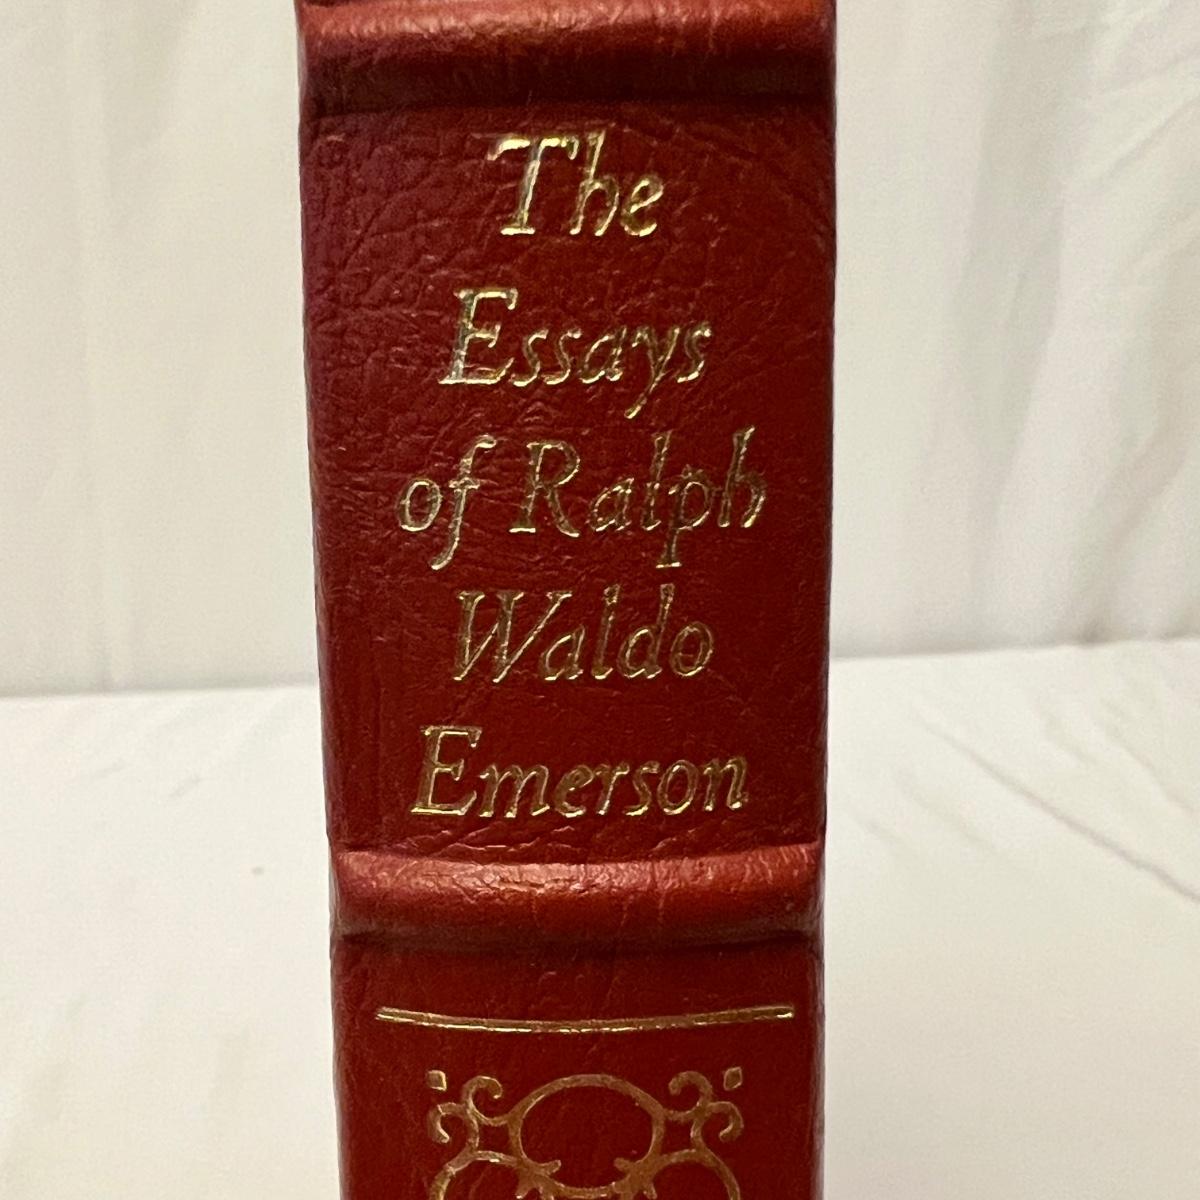 The
Essays
of Ralph
Waldo
Emerson